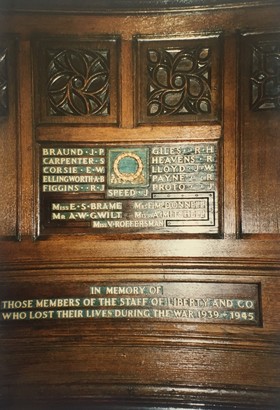 BRAUND · J · P
CARPENTER · S
CORSIE · E · W
ELLINGWORTH · A · B
FIGGINS · R · J
SPEED · J
GILES · R · H
HEAVENS · R
LLOYD · J · W
PAYNE · R
PROTO
Miss E · S · BRAME
Mr A · W · GWILT
IN MEMORY OF
THOSE MEMBERS OF THE STAFF OF LIBERTY AND CO
WHO LOST THEIR LIVES DURING THE WAR 1939 - 1945